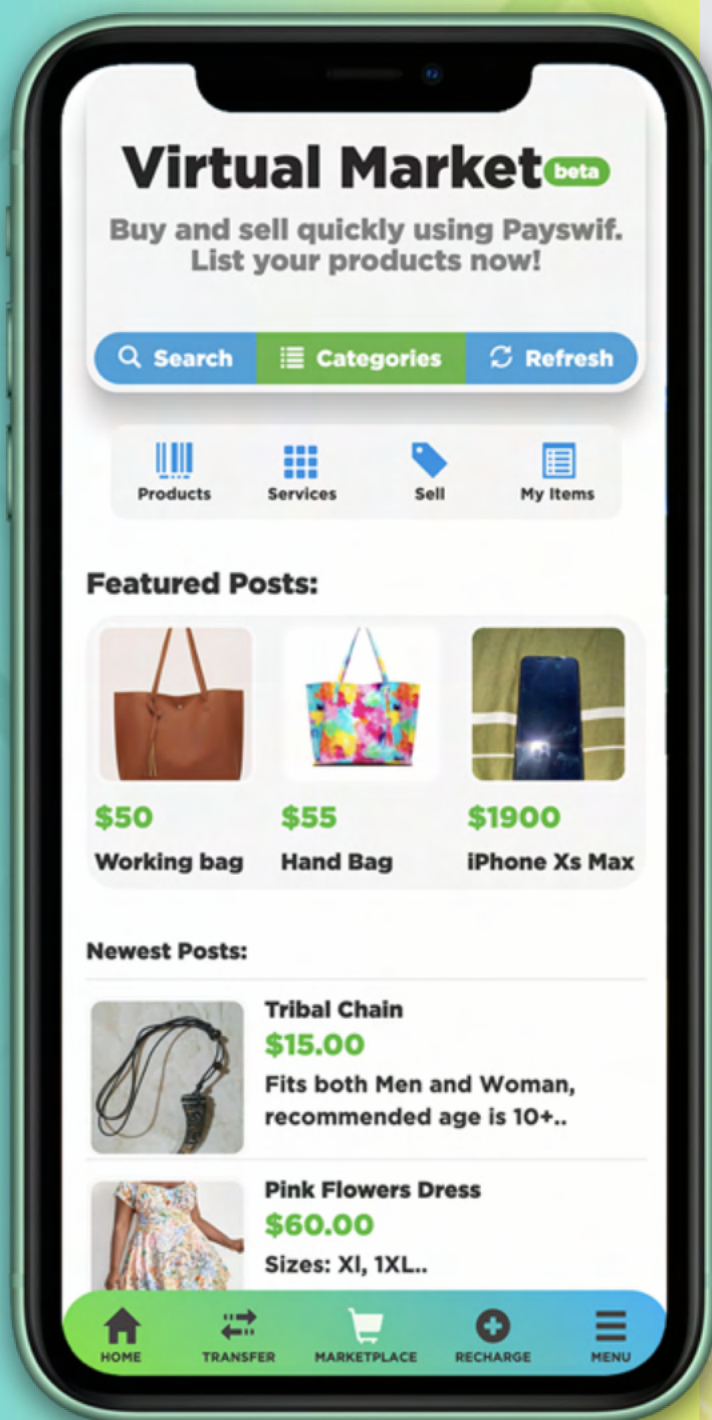 Virtual Market beta
Buy and sell quickly using Payswif.
List your products now!
Search
Categories
Refresh
Products
Services
Sell
My Items
Featured Posts:
$50
$55
$1900
Working bag
Hand Bag
iPhone Xs Max
Newest Posts:
Tribal Chain
$15.00
Fits both Men and Woman,
recommended age is 10+..
Pink Flowers Dress
$60.00
Sizes: Xl, 1XL..
HOME
TRANSFER
MARKETPLACE
RECHARGE
MENU